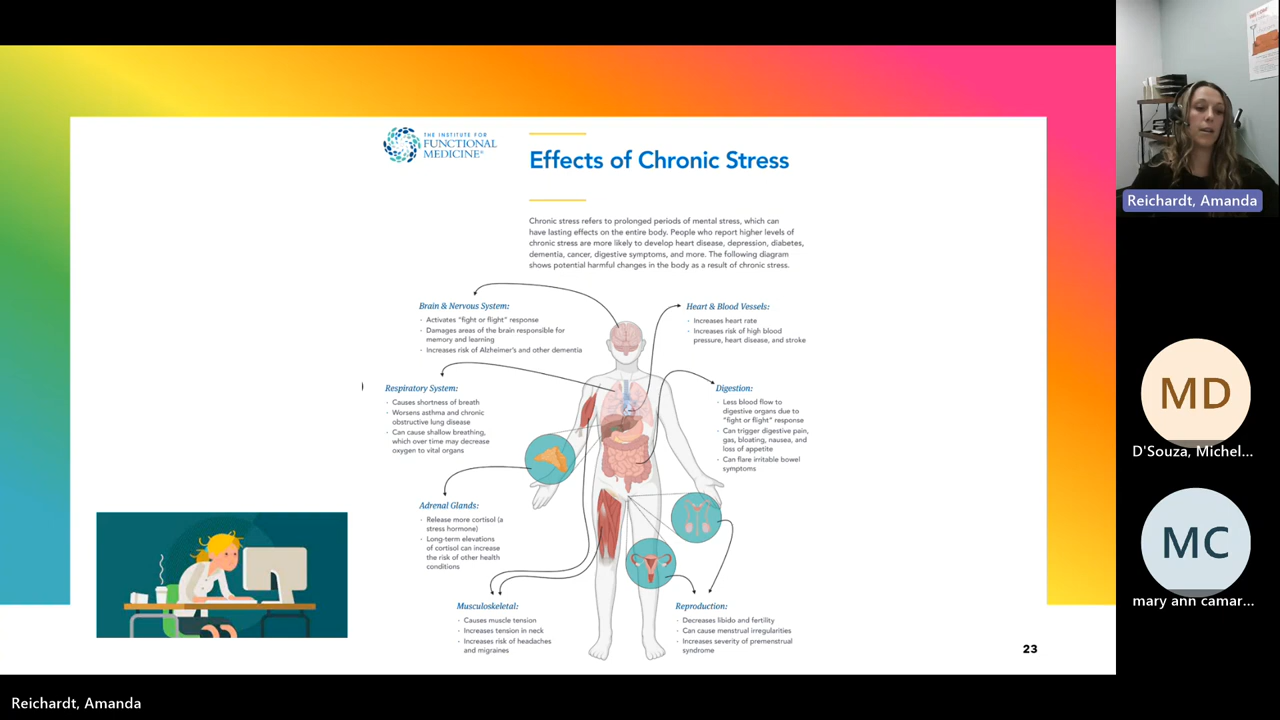 THE INSTITUTE FOR
FUNCTIONAL
MEDICINE®
Effects of Chronic Stress
Chronic stress refers to prolonged periods of mental stress, which can
have lasting effects on the entire body. People who report higher levels of
chronic stress are more likely to develop heart disease, depression, diabetes,
dementia, cancer, digestive symptoms, and more. The following diagram
shows potential harmful changes in the body as a result of chronic stress.
Brain & Nervous System:
· Activates "fight or flight" response
· Damages areas of the brain responsible for
memory and learning
· Increases risk of Alzheimer's and other dementia
Heart & Blood Vessels:
· Increases heart rate
· Increases risk of high blood
pressure, heart disease, and stroke
Respiratory System:
· Causes shortness of breath
· Worsens asthma and chronic
obstructive lung disease
· Can cause shallow breathing,
which over time may decrease
oxygen to vital organs
Digestion:
· Less blood flow to
digestive organs due to
"fight or flight" response
· Can trigger digestive pain,
gas, bloating, nausea, and
loss of appetite
· Can flare irritable bowel
symptoms
Adrenal Glands:
· Release more cortisol (a
stress hormone)
· Long-term elevations
of cortisol can increase
the risk of other health
conditions
Musculoskeletal:
· Causes muscle tension
· Increases tension in neck
· Increases risk of headaches
and migraines
Reproduction:
· Decreases libido and fertility
· Can cause menstrual irregularities
· Increases severity of premenstrual
syndrome
23
Reichardt, Amanda
MD
D'Souza, Michel...
MC
mary ann camar...
Reichardt, Amanda